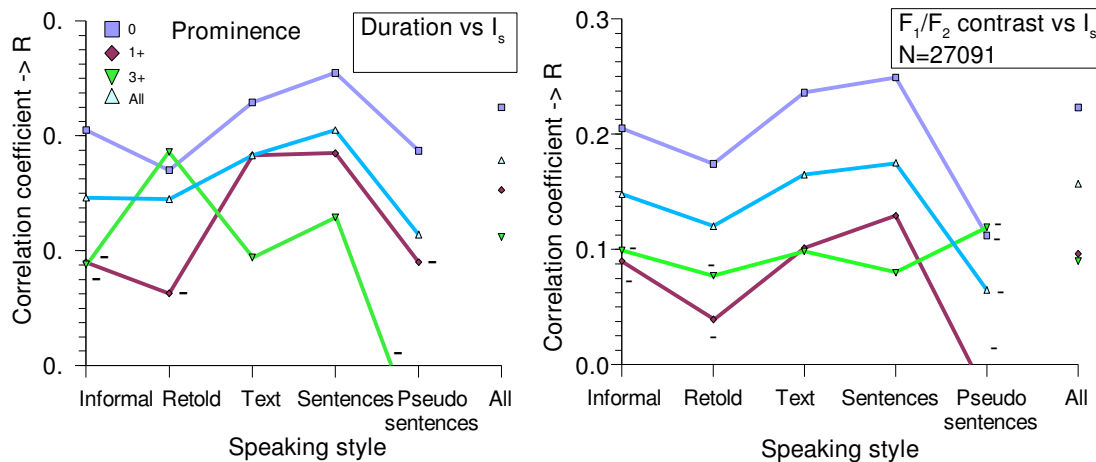 Prominence
0
1+
3+
All
Duration vs Is
Correlation coefficient -> R
0.
0.
0.
0.
Informal Retold Text Sentences Pseudo sentences All
Speaking style
F1/F2 contrast vs Is
N=27091
Correlation coefficient -> R
0.3
0.2
0.1
0.0
Informal Retold Text Sentences Pseudo sentences All
Speaking style